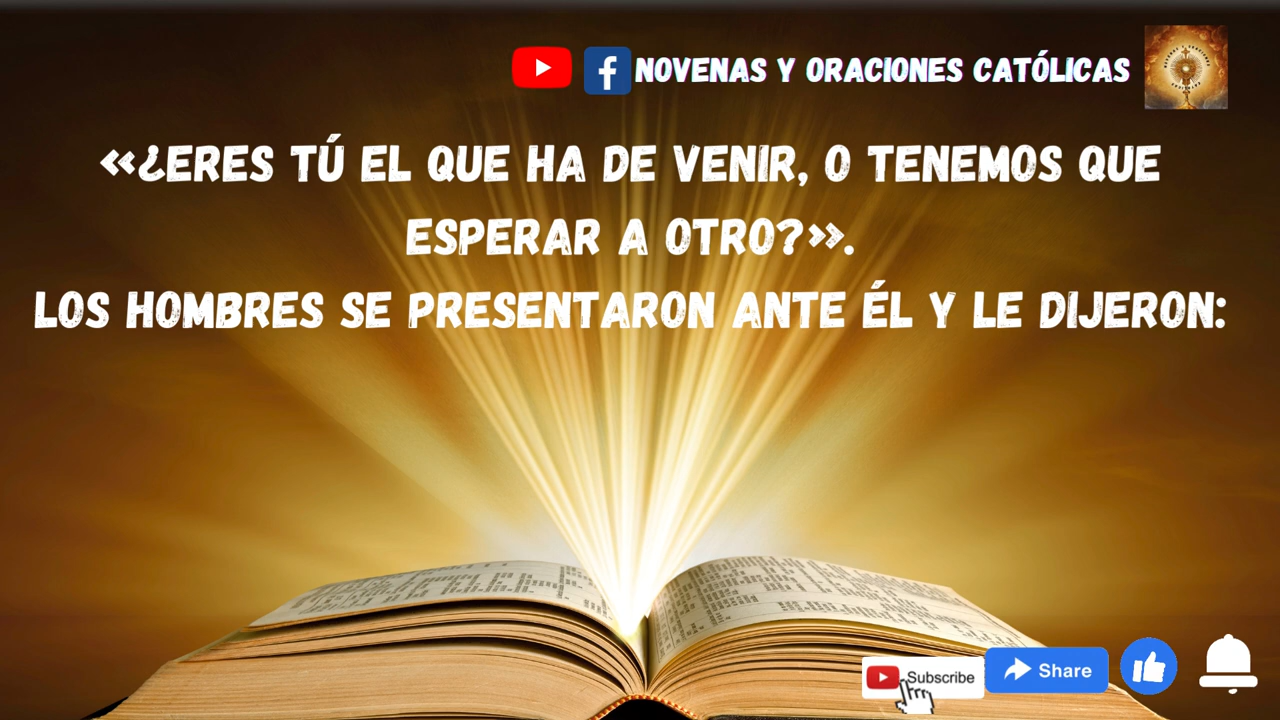 NOVENAS Y ORACIONES CATÓLICAS
«¿ERES TÚ EL QUE HA DE VENIR, O TENEMOS QUE
ESPERAR A OTRO?».
LOS HOMBRES SE PRESENTARON ANTE ÉL Y LE DIJERON:
Subscribe
Share